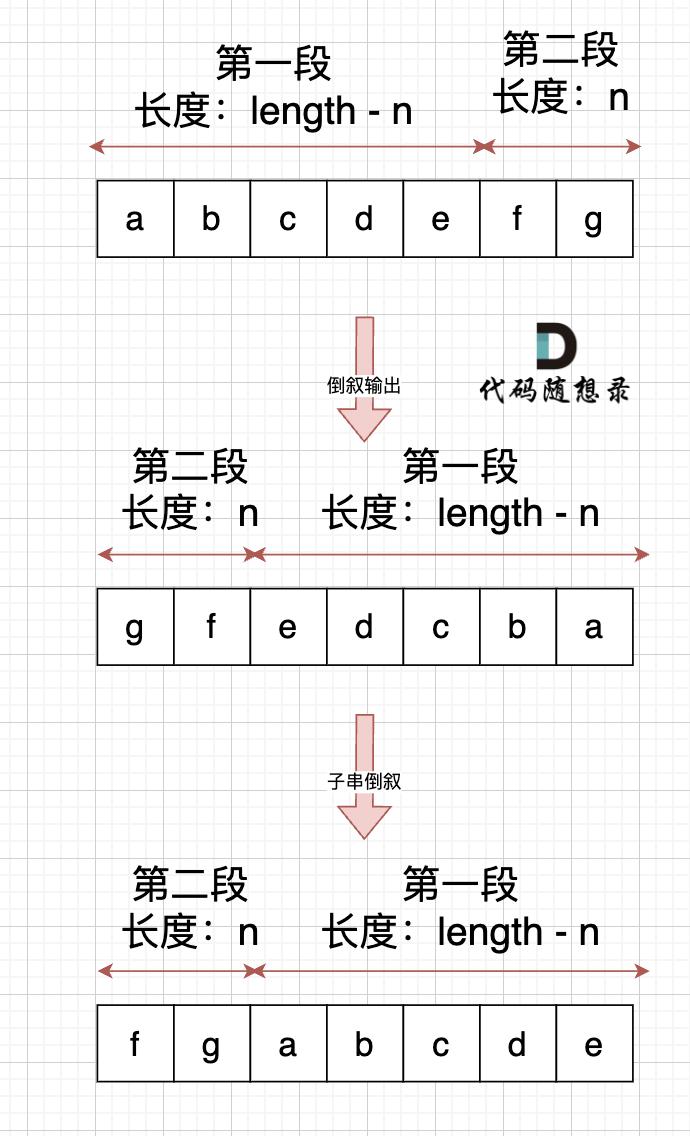 第一段
长度：length - n
第二段
长度：n
a b c d e f g
倒叙输出
代码随想录
第二段
长度：n
第一段
长度：length - n
g f e d c b a
子串倒叙
第二段
长度：n
第一段
长度：length - n
f g a b c d e